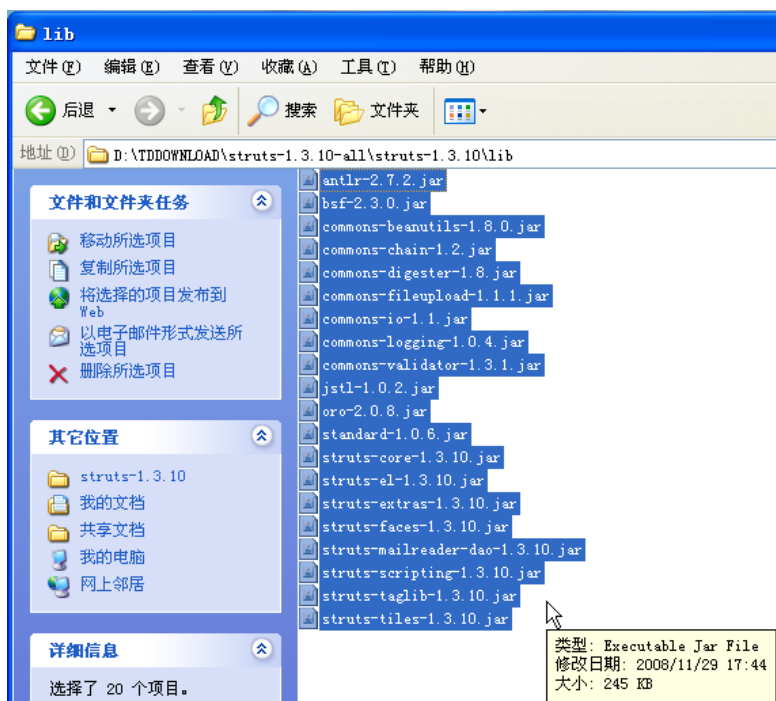 lib
文件(F) 编辑(E) 查看(V) 收藏(A) 工具(T) 帮助(H)
后退 搜索 文件夹
地址(D) D:\TDDOWNLOAD\struts-1.3.10-all\struts-1.3.10\lib
文件和文件夹任务
移动所选项目
复制所选项目
将选择的项目发布到
Web
以电子邮件形式发送所
选项目
删除所选项目
其它位置
struts-1.3.10
我的文档
共享文档
我的电脑
网上邻居
详细信息
选择了 20 个项目。
antlr-2.7.2.jar
bsf-2.3.0.jar
commons-beanutils-1.8.0.jar
commons-chain-1.2.jar
commons-digester-1.8.jar
commons-fileupload-1.1.1.jar
commons-io-1.1.jar
commons-logging-1.0.4.jar
commons-validator-1.3.1.jar
jstl-1.0.2.jar
oro-2.0.8.jar
standard-1.0.6.jar
struts-core-1.3.10.jar
struts-el-1.3.10.jar
struts-extras-1.3.10.jar
struts-faces-1.3.10.jar
struts-mailreader-dao-1.3.10.jar
struts-scripting-1.3.10.jar
struts-taglib-1.3.10.jar
struts-tiles-1.3.10.jar
类型: Executable Jar File
修改日期: 2008/11/29 17:44
大小: 245 KB